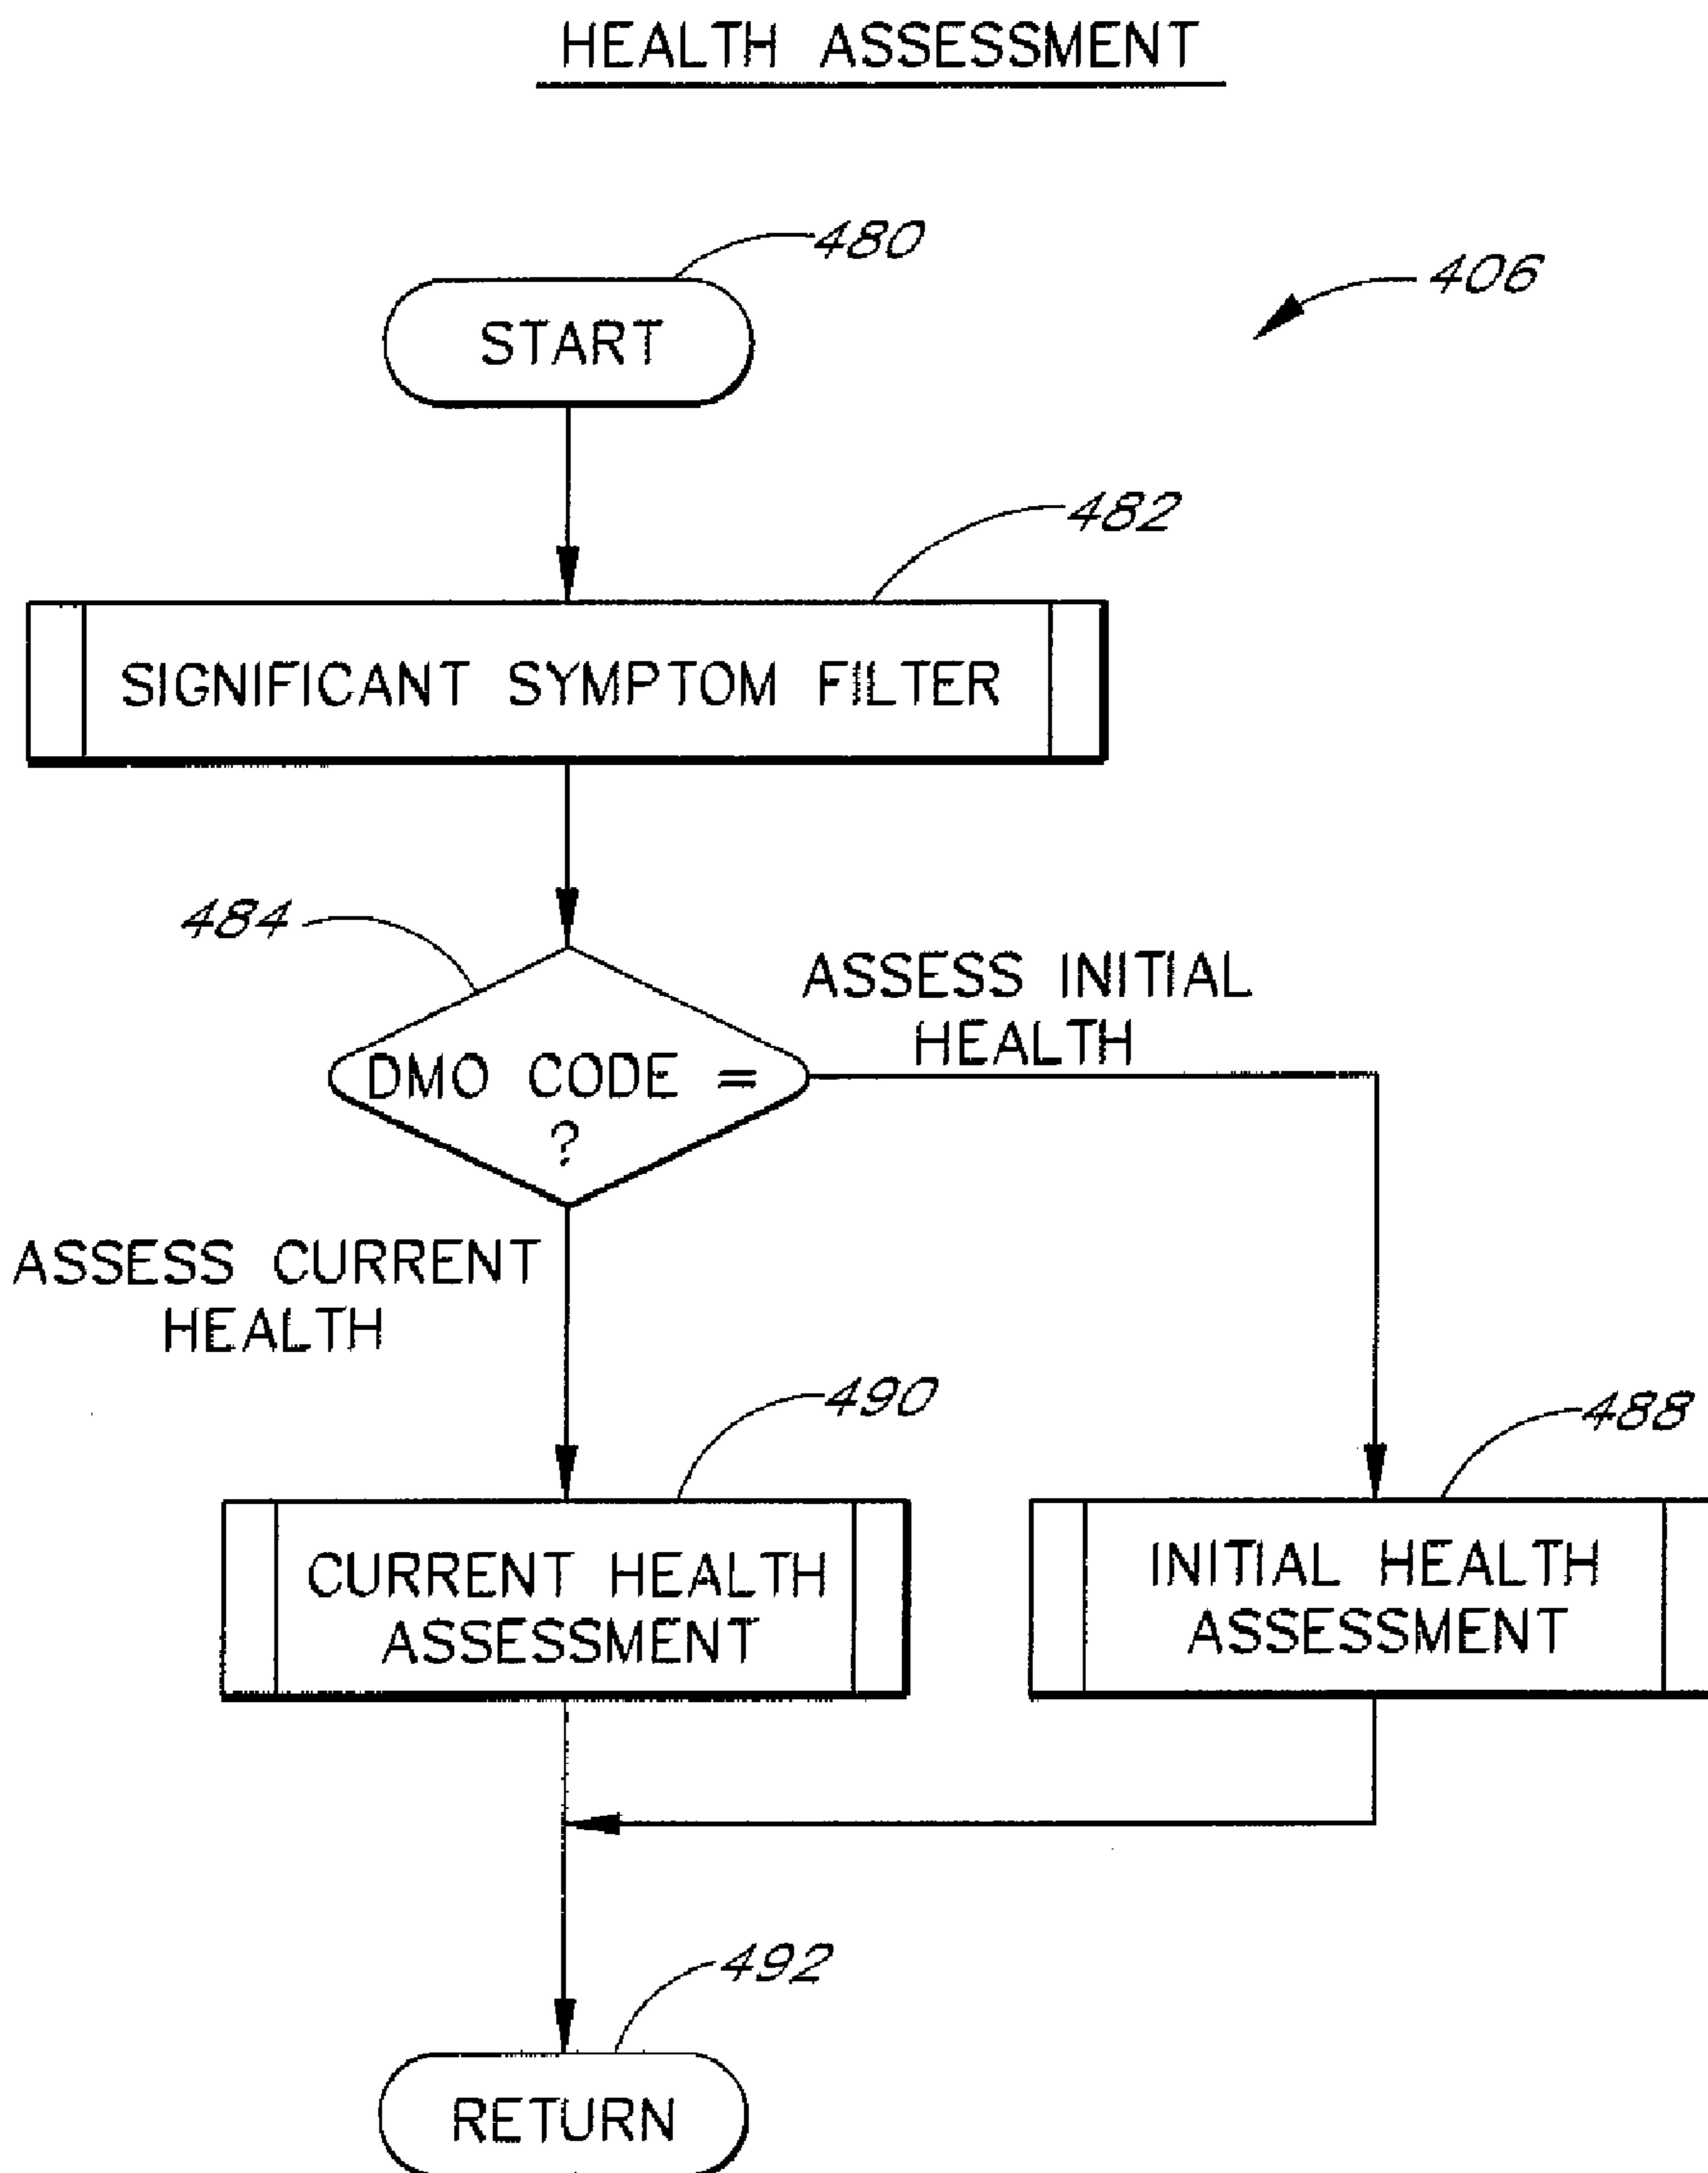 HEALTH ASSESSMENT
480
406
START
482
SIGNIFICANT SYMPTOM FILTER
484
ASSESS INITIAL
HEALTH
DMO CODE =
?
ASSESS CURRENT
HEALTH
490
488
CURRENT HEALTH
ASSESSMENT
INITIAL HEALTH
ASSESSMENT
492
RETURN